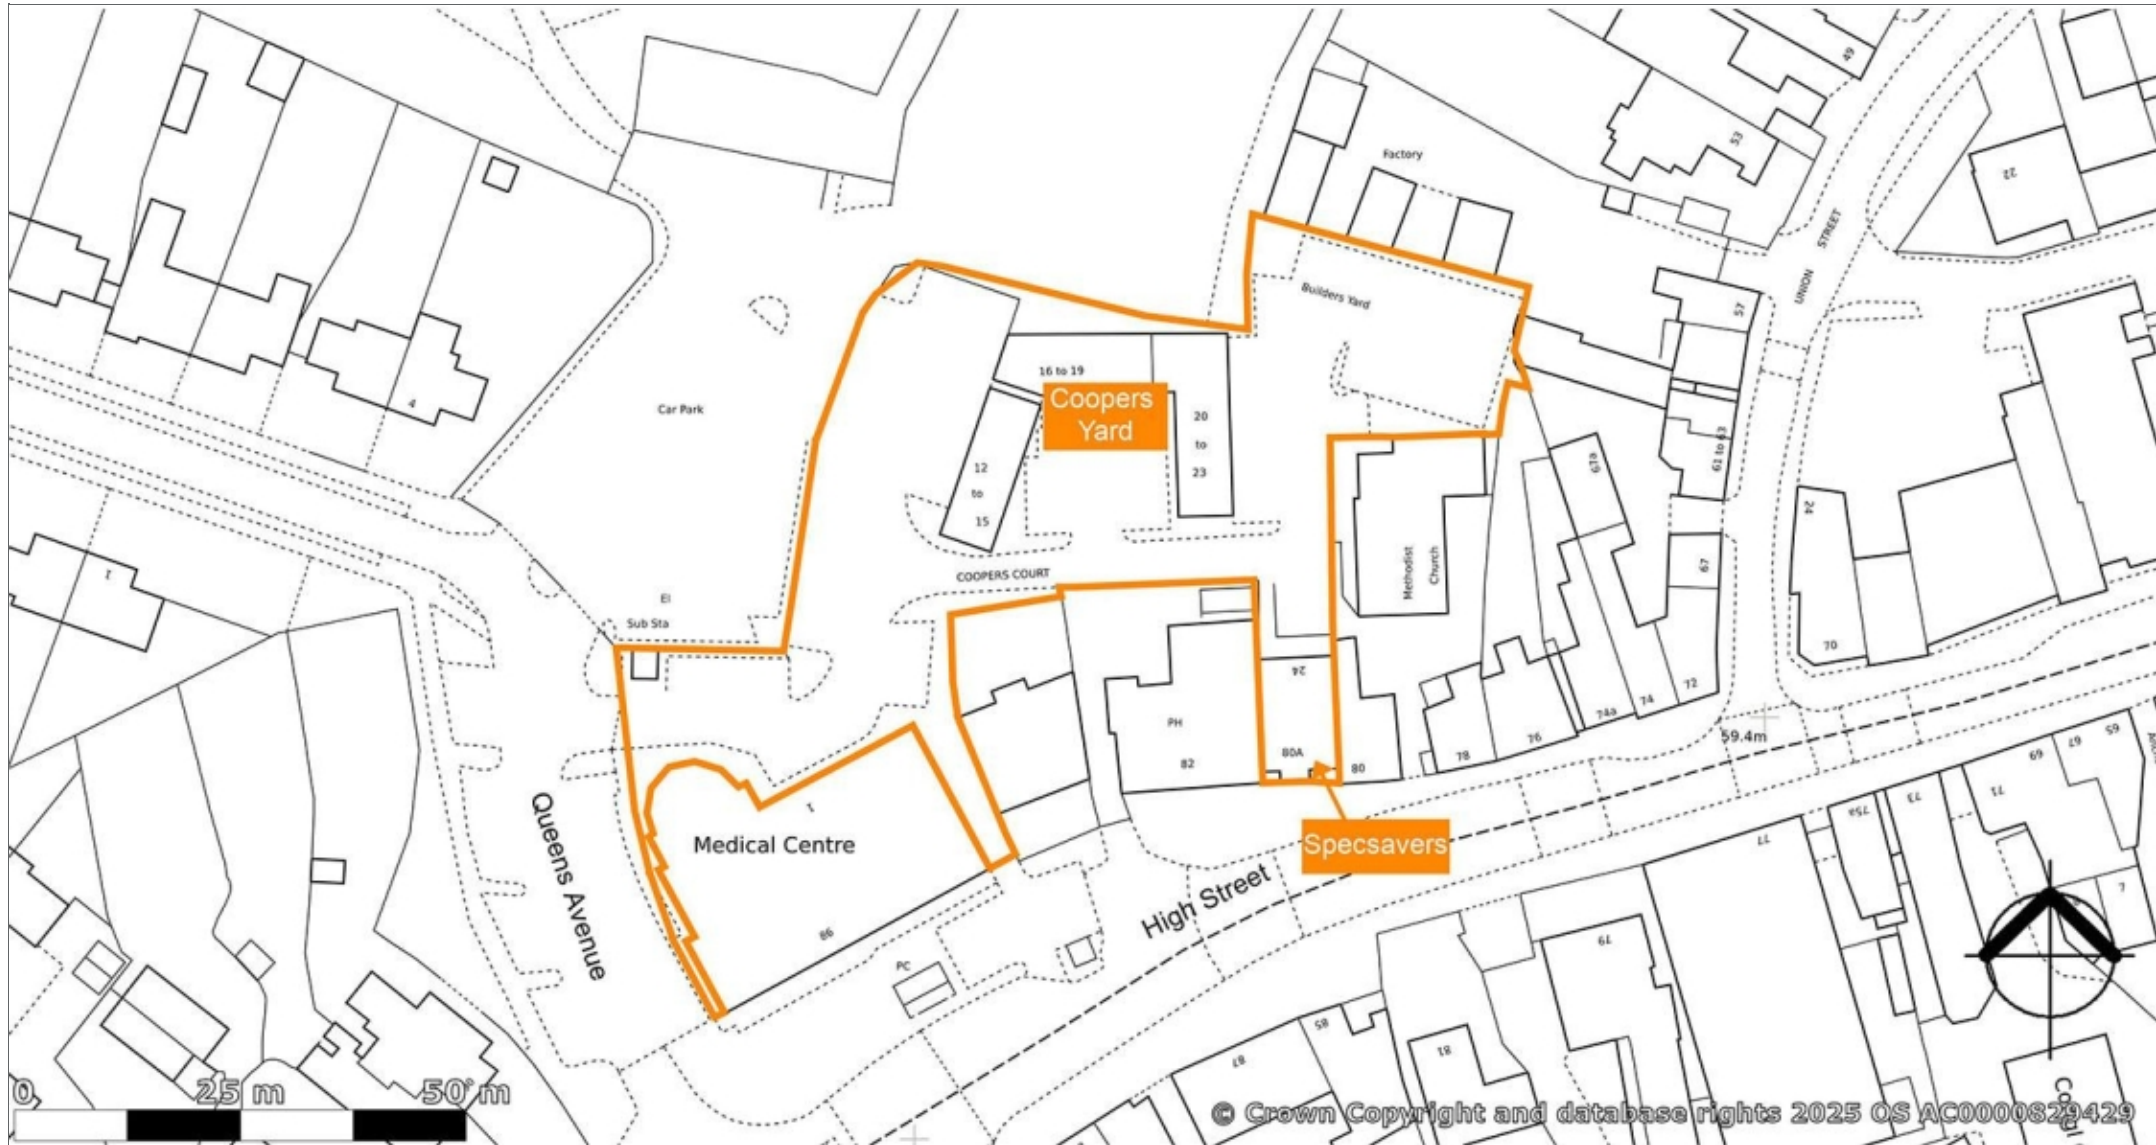 49
Factory
53
22
UNION STREET
57
Builders Yard
4
Car Park
16 to 19
Coopers
Yard
20
to
23
12
to
15
67a
61 to 63
24
67
1
COOPERS COURT
Methodist
Church
El
Sub Sta
24
70
72
74
74a
76
78
PH
82
80A
80
59.4m
65
67
69
71
73
75a
77
Queens Avenue
1
Medical Centre
Specsavers
High Street
86
PC
7
79
81
85
87
0
25 m
50 m
© Crown Copyright and database rights 2025 OS AC0000829429